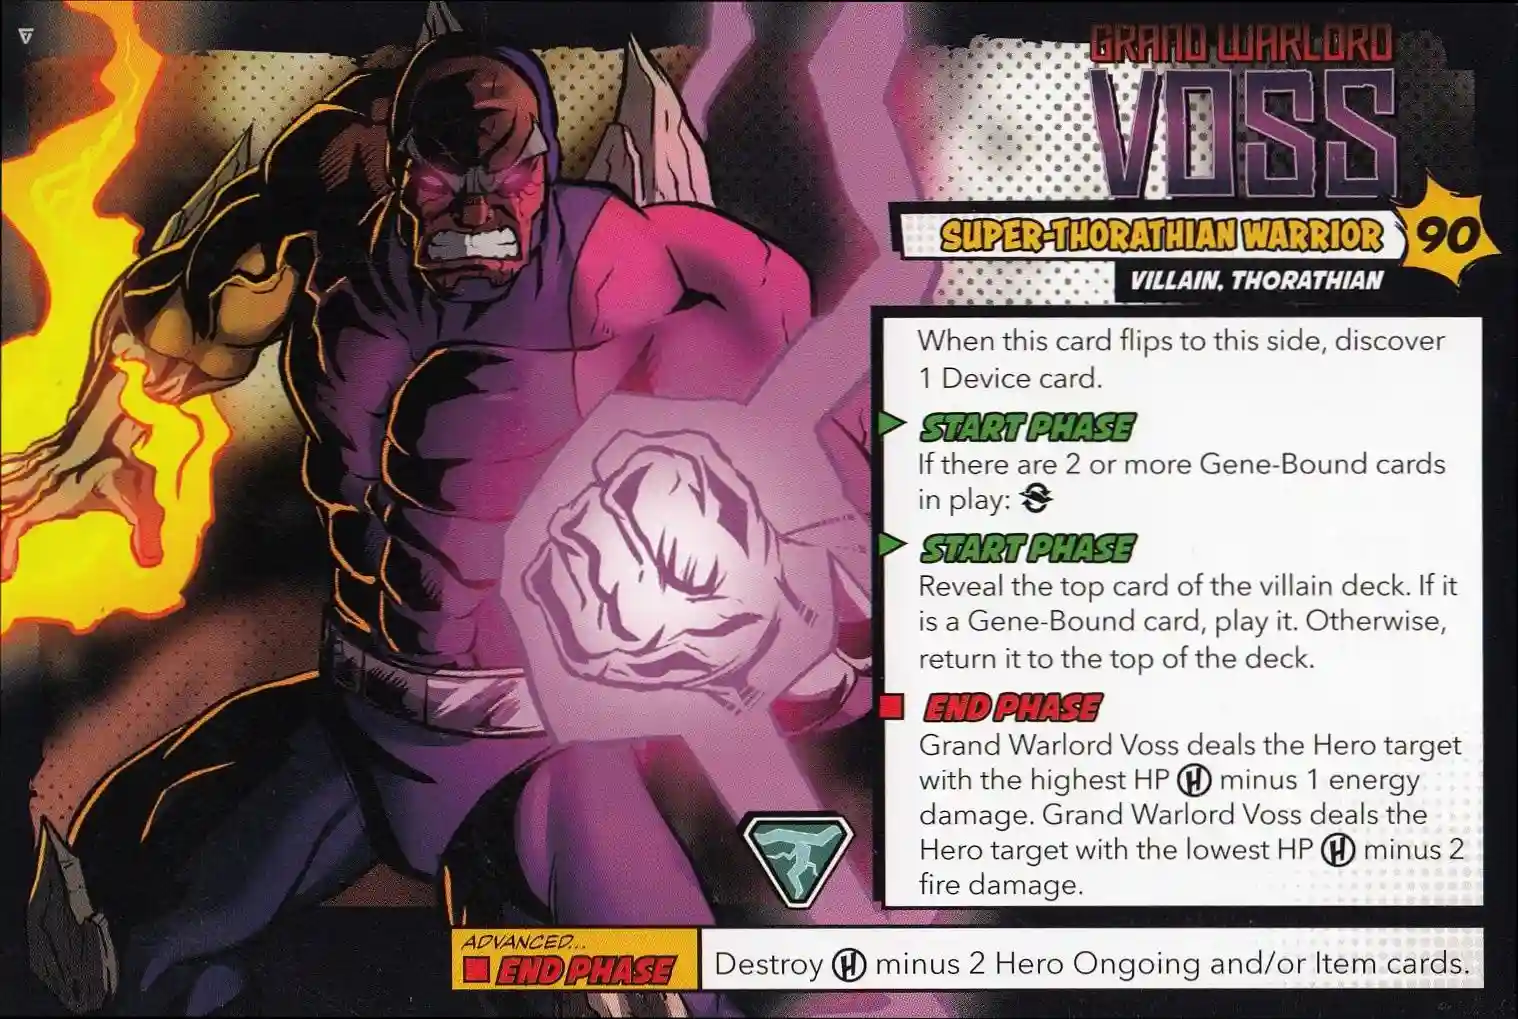 GRAND WARLORD
VOSS
SUPER-THORATHIAN WARRIOR 90
VILLAIN, THORATHIAN
When this card flips to this side, discover
1 Device card.
START PHASE
If there are 2 or more Gene-Bound cards
in play:
START PHASE
Reveal the top card of the villain deck. If it
is a Gene-Bound card, play it. Otherwise,
return it to the top of the deck.
END PHASE
Grand Warlord Voss deals the Hero target
with the highest HP H minus 1 energy
damage. Grand Warlord Voss deals the
Hero target with the lowest HP H minus 2
fire damage.
ADVANCED...
END PHASE
Destroy H minus 2 Hero Ongoing and/or Item cards.